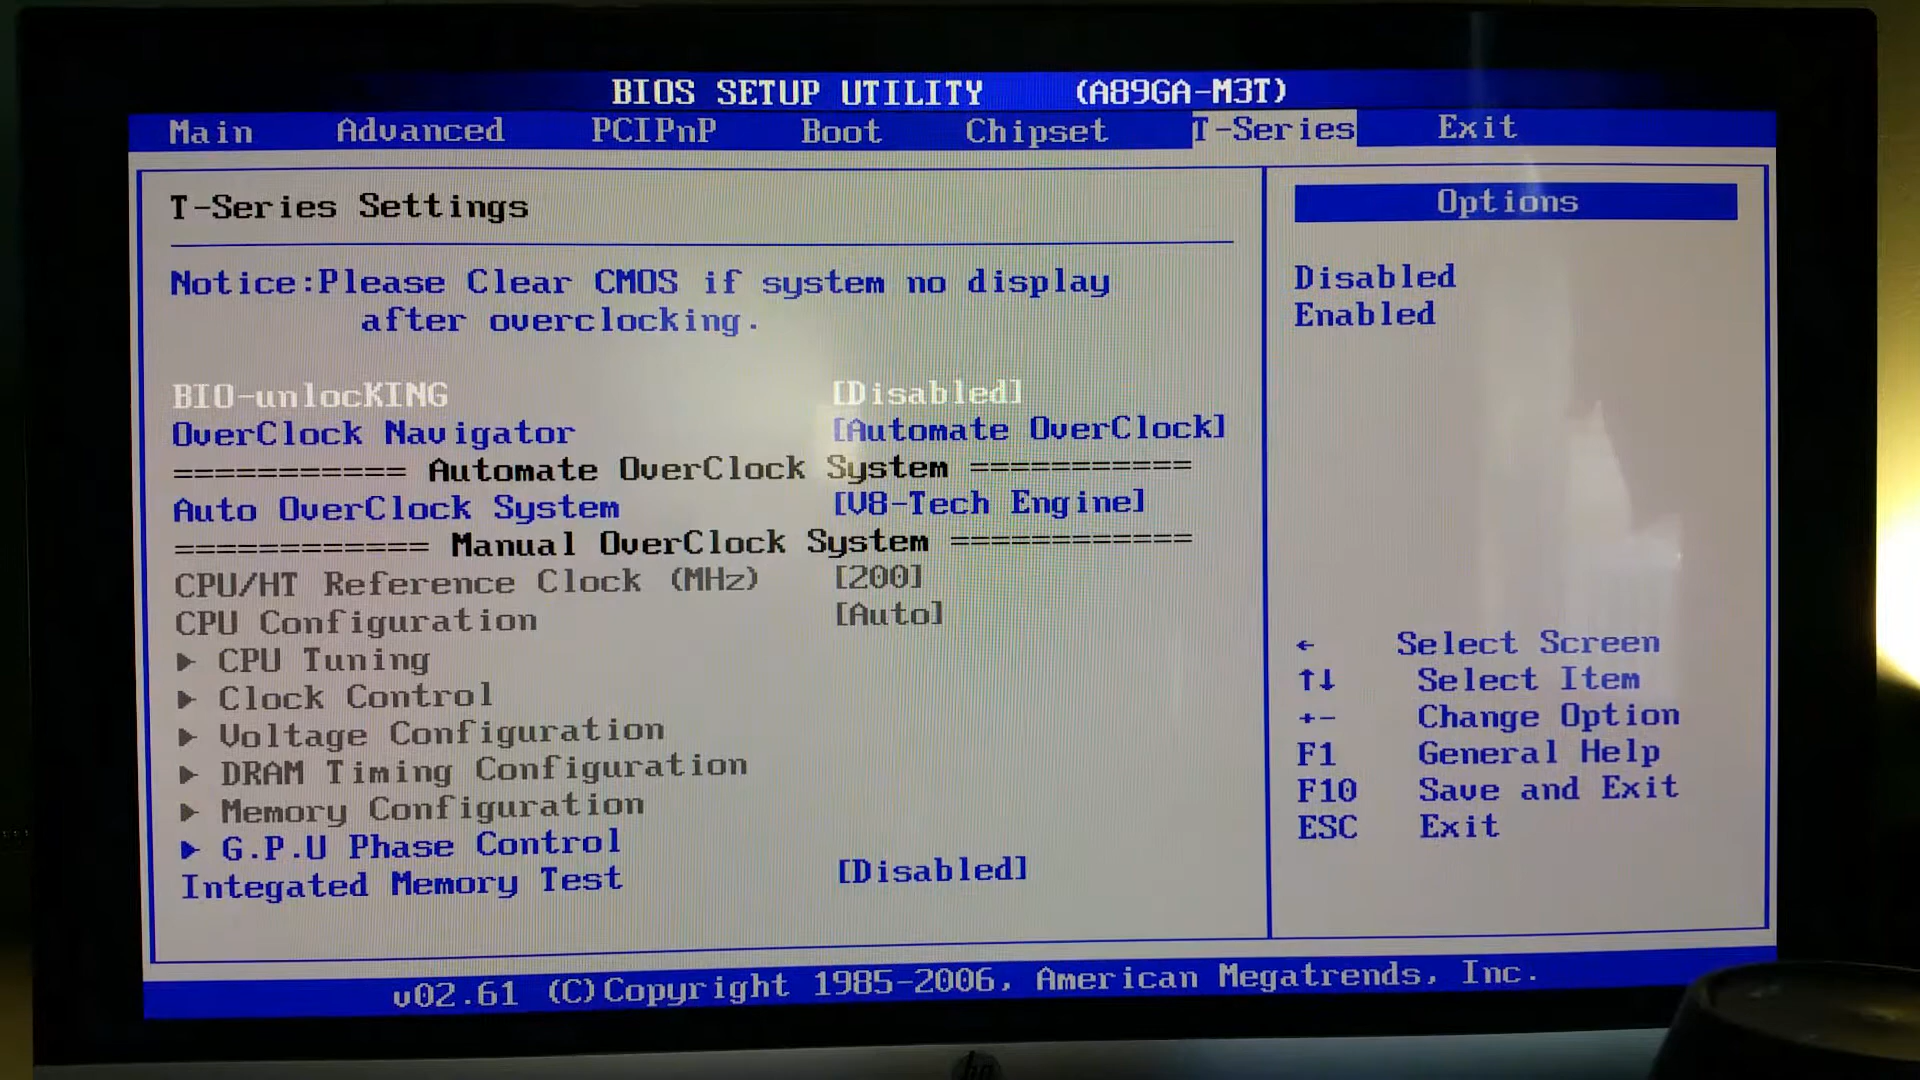 BIOS SETUP UTILITY (A89GA-M3T)
Main Advanced PCIPnP Boot Chipset T-Series Exit
T-Series Settings
Notice:Please Clear CMOS if system no display
after overclocking.
BIO-unlocKING [Disabled]
OverClock Navigator [Automate OverClock]
=========== Automate OverClock System ===========
Auto OverClock System [V8-Tech Engine]
============ Manual OverClock System ============
CPU/HT Reference Clock (MHz) [200]
CPU Configuration [Auto]
► CPU Tuning
► Clock Control
► Voltage Configuration
► DRAM Timing Configuration
► Memory Configuration
► G.P.U Phase Control
Integated Memory Test [Disabled]
Options
Disabled
Enabled
← Select Screen
↑↓ Select Item
+- Change Option
F1 General Help
F10 Save and Exit
ESC Exit
v02.61 (C)Copyright 1985-2006, American Megatrends, Inc.
hp